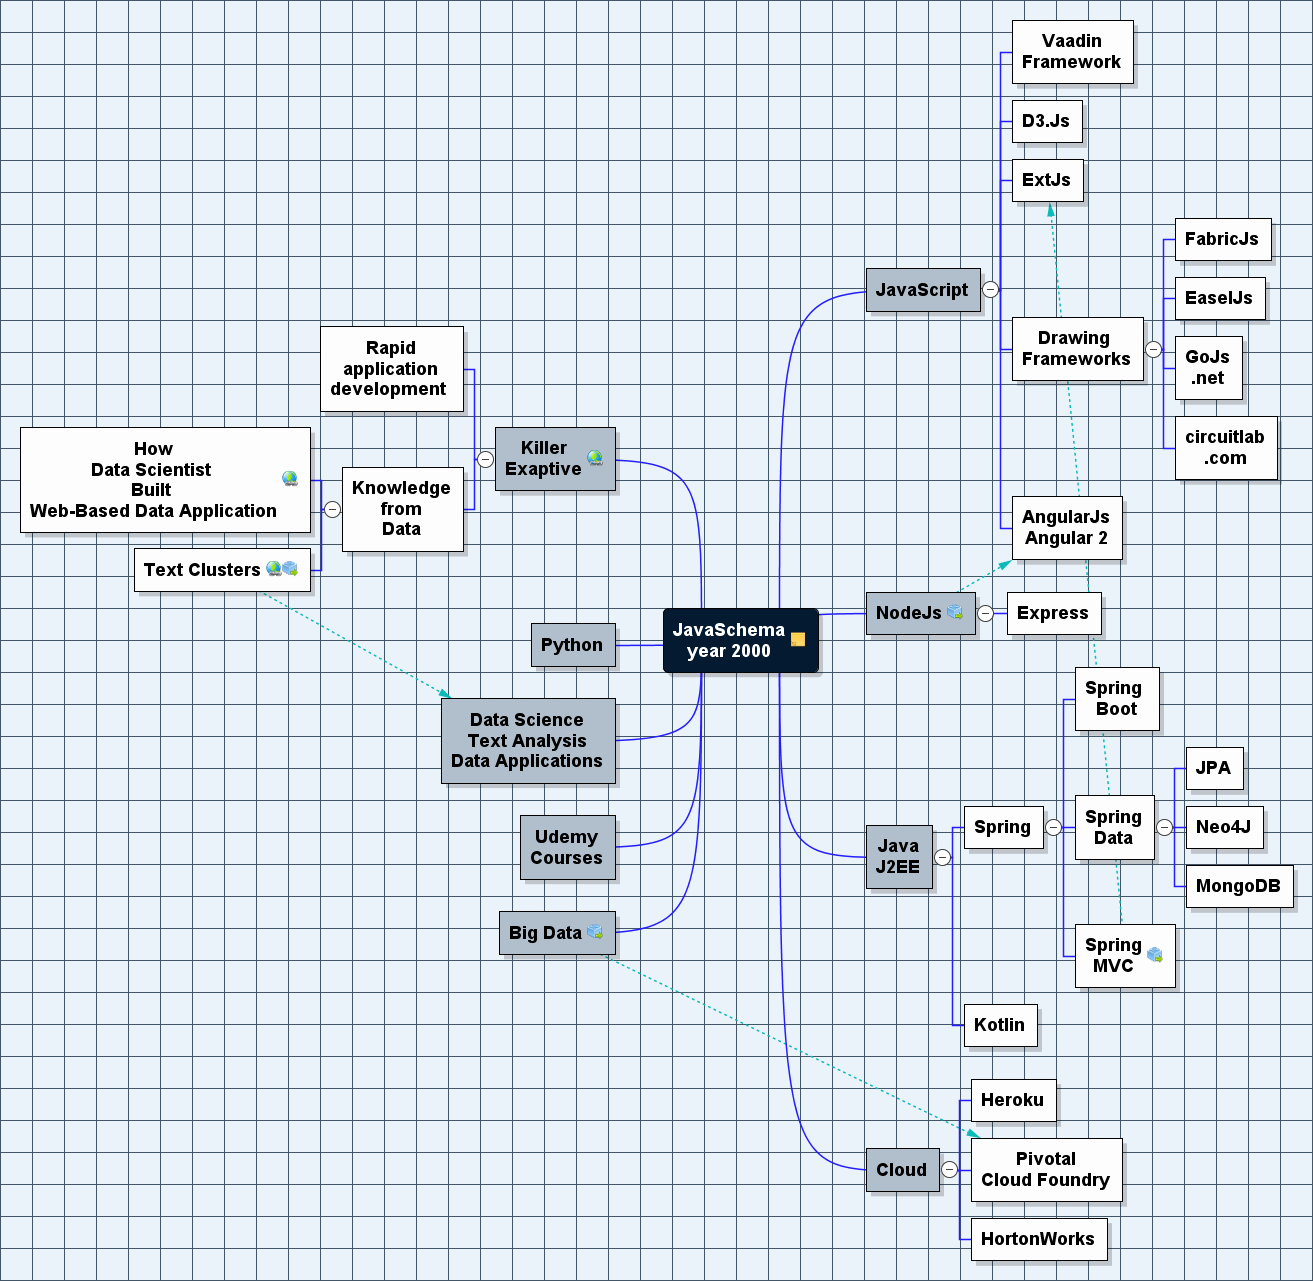 JavaSchema
year 2000
JavaScript
Vaadin
Framework
D3.Js
ExtJs
Drawing
Frameworks
FabricJs
EaselJs
GoJs
.net
circuitlab
.com
AngularJs
Angular 2
NodeJs
Express
Java
J2EE
Spring
Spring
Boot
Spring
Data
JPA
Neo4J
MongoDB
Spring
MVC
Kotlin
Cloud
Heroku
Pivotal
Cloud Foundry
HortonWorks
Killer
Exaptive
Rapid
application
development
Knowledge
from
Data
How
Data Scientist
Built
Web-Based Data Application
Text Clusters
Python
Data Science
Text Analysis
Data Applications
Udemy
Courses
Big Data